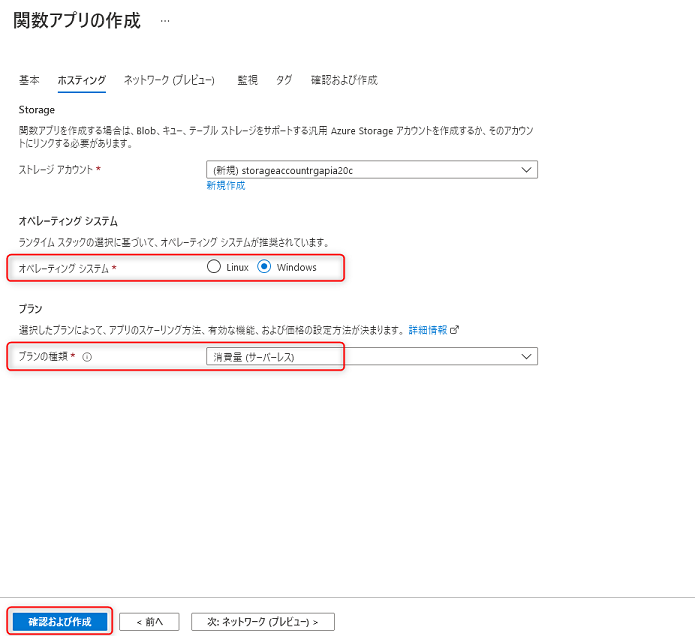 関数アプリの作成 …
基本 ホスティング ネットワーク (プレビュー) 監視 タグ 確認および作成
Storage
関数アプリを作成する場合は、Blob、キュー、テーブル ストレージをサポートする汎用 Azure Storage アカウントを作成するか、そのアカウン
トにリンクする必要があります。
ストレージ アカウント * (新規) storageaccountrgapia20c
新規作成
オペレーティング システム
ランタイム スタックの選択に基づいて、オペレーティング システムが推奨されています。
オペレーティング システム * Linux Windows
プラン
選択したプランによって、アプリのスケーリング方法、有効な機能、および価格の設定方法が決まります。 詳細情報
プランの種類 * 消費量 (サーバーレス)
確認および作成 < 前へ 次: ネットワーク (プレビュー) >